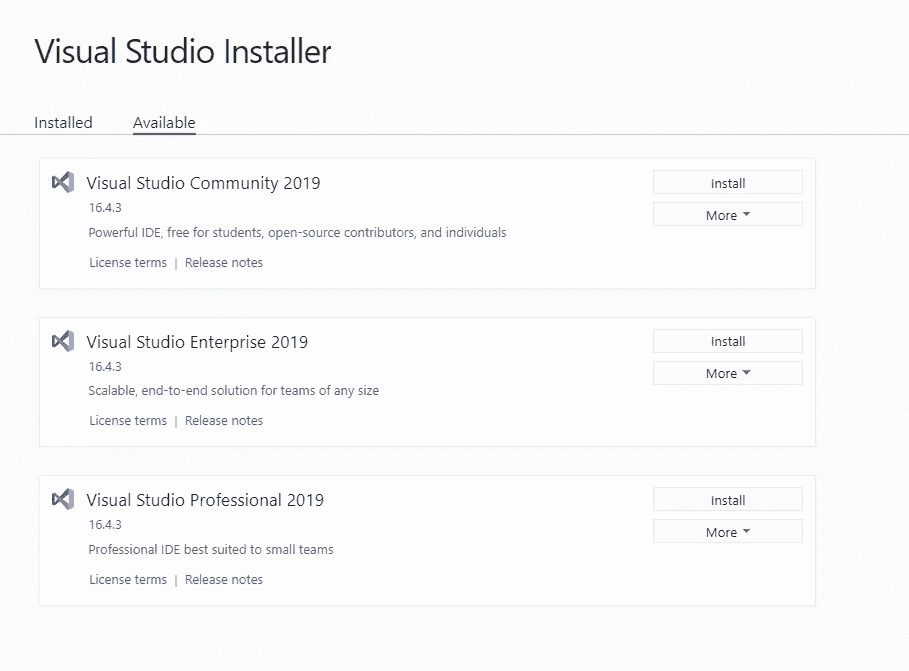 Visual Studio Installer
Installed Available
Visual Studio Community 2019 Install
16.4.3 More
Powerful IDE, free for students, open-source contributors, and individuals
License terms | Release notes
Visual Studio Enterprise 2019 Install
16.4.3 More
Scalable, end-to-end solution for teams of any size
License terms | Release notes
Visual Studio Professional 2019 Install
16.4.3 More
Professional IDE best suited to small teams
License terms | Release notes